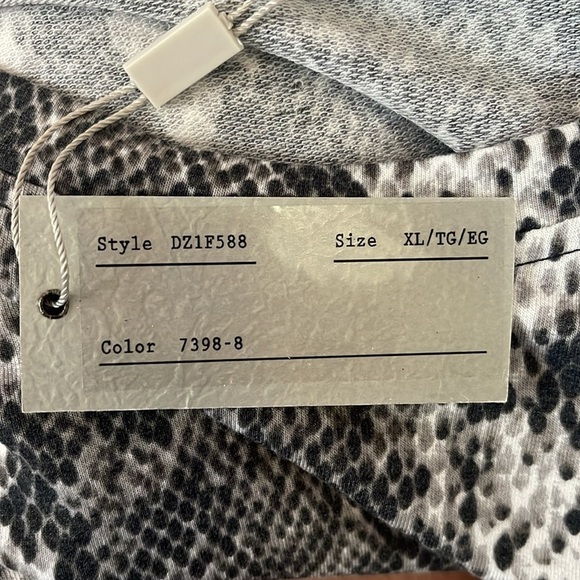 Style DZ1F588 Size XL/TG/EG
Color 7398-8